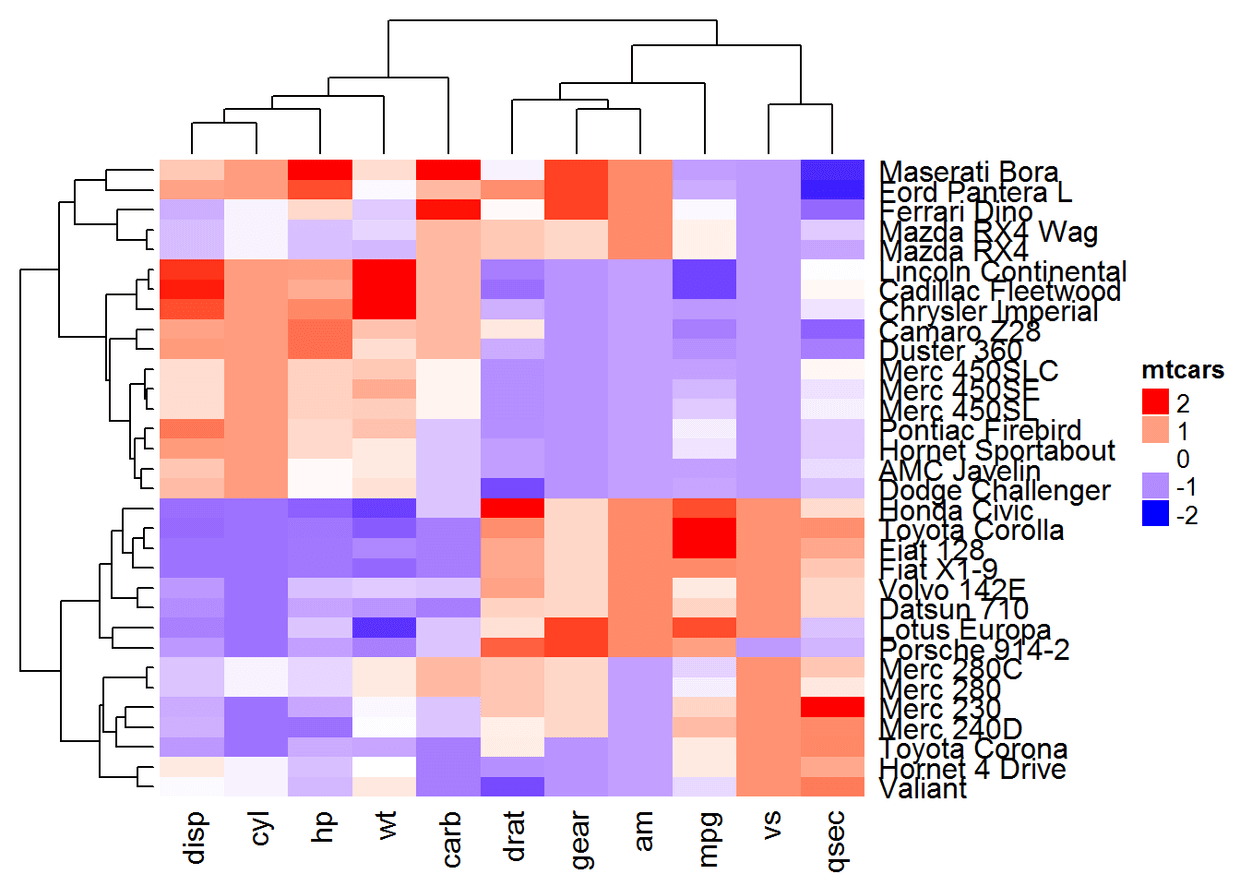 Maserati Bora
Ford Pantera L
Ferrari Dino
Mazda RX4 Wag
Mazda RX4
Lincoln Continental
Cadillac Fleetwood
Chrysler Imperial
Camaro Z28
Duster 360
Merc 450SLC
Merc 450SE
Merc 450SL
Pontiac Firebird
Hornet Sportabout
AMC Javelin
Dodge Challenger
Honda Civic
Toyota Corolla
Fiat 128
Fiat X1-9
Volvo 142E
Datsun 710
Lotus Europa
Porsche 914-2
Merc 280C
Merc 280
Merc 230
Merc 240D
Toyota Corona
Hornet 4 Drive
Valiant
mtcars
2
1
0
-1
-2
disp cyl hp wt carb drat gear am mpg vs qsec